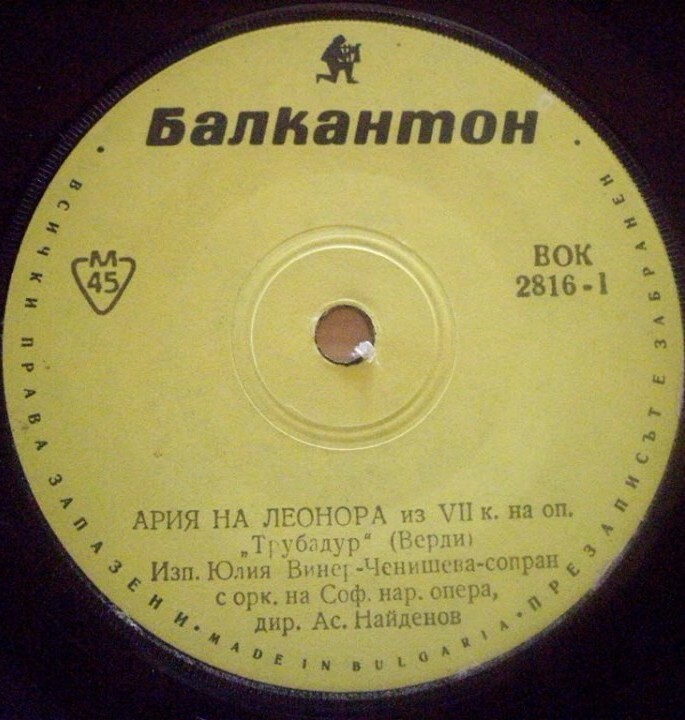 Балкантон
М
45
ВОК
2816-1
АРИЯ НА ЛЕОНОРА из VII к. на оп.
„Трубадур“ (Верди)
Изп. Юлия Винер-Ченишева-сопран
с орк. на Соф. нар. опера,
дир. Ас. Найденов
ВСИЧКИ ПРАВА ЗАПАЗЕНИ • MADE IN BULGARIA • ПРЕЗАПИСЪТ Е ЗАБРАНЕН